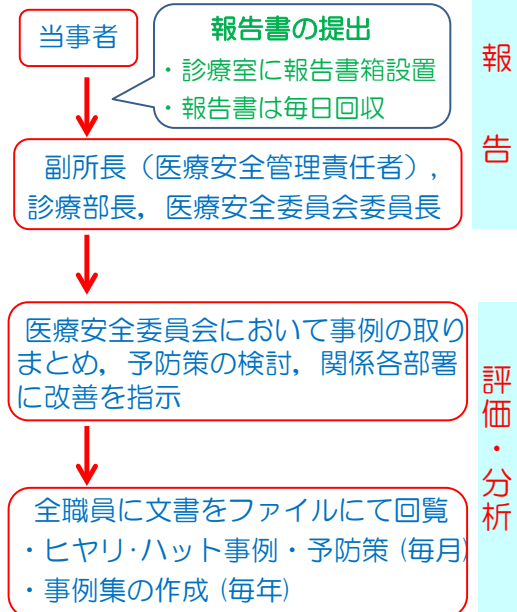 当事者
報告書の提出
・診療室に報告書箱設置
・報告書は毎日回収
報告
副所長（医療安全管理責任者）,
診療部長, 医療安全委員会委員長
医療安全委員会において事例の取り
まとめ, 予防策の検討, 関係各部署
に改善を指示
評価・分析
全職員に文書をファイルにて回覧
・ヒヤリ･ハット事例・予防策 (毎月)
・事例集の作成 (毎年)